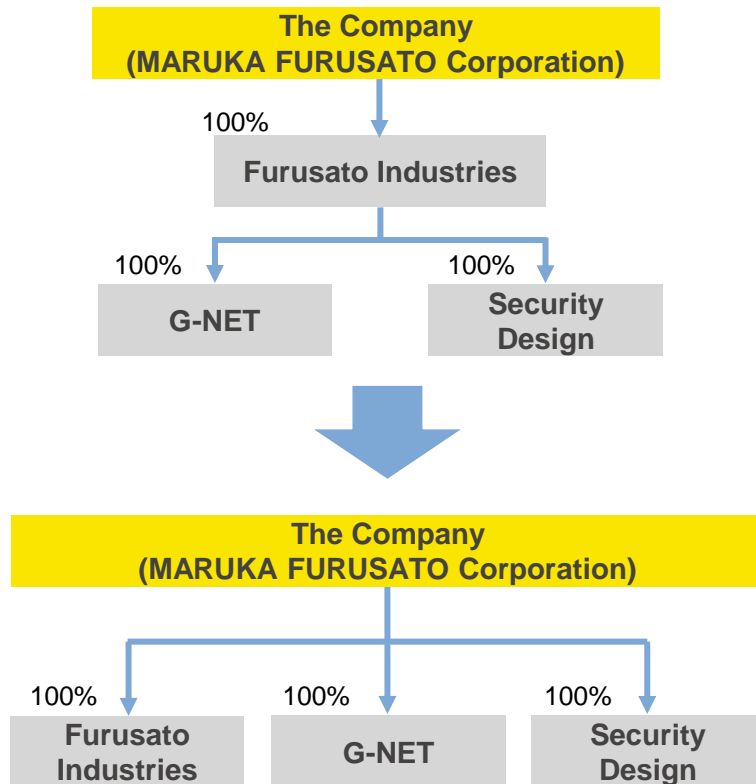 The Company
(MARUKA FURUSATO Corporation)
100%
Furusato Industries
100%
100%
G-NET
Security
Design
The Company
(MARUKA FURUSATO Corporation)
100%
100%
100%
Furusato
Industries
G-NET
Security
Design